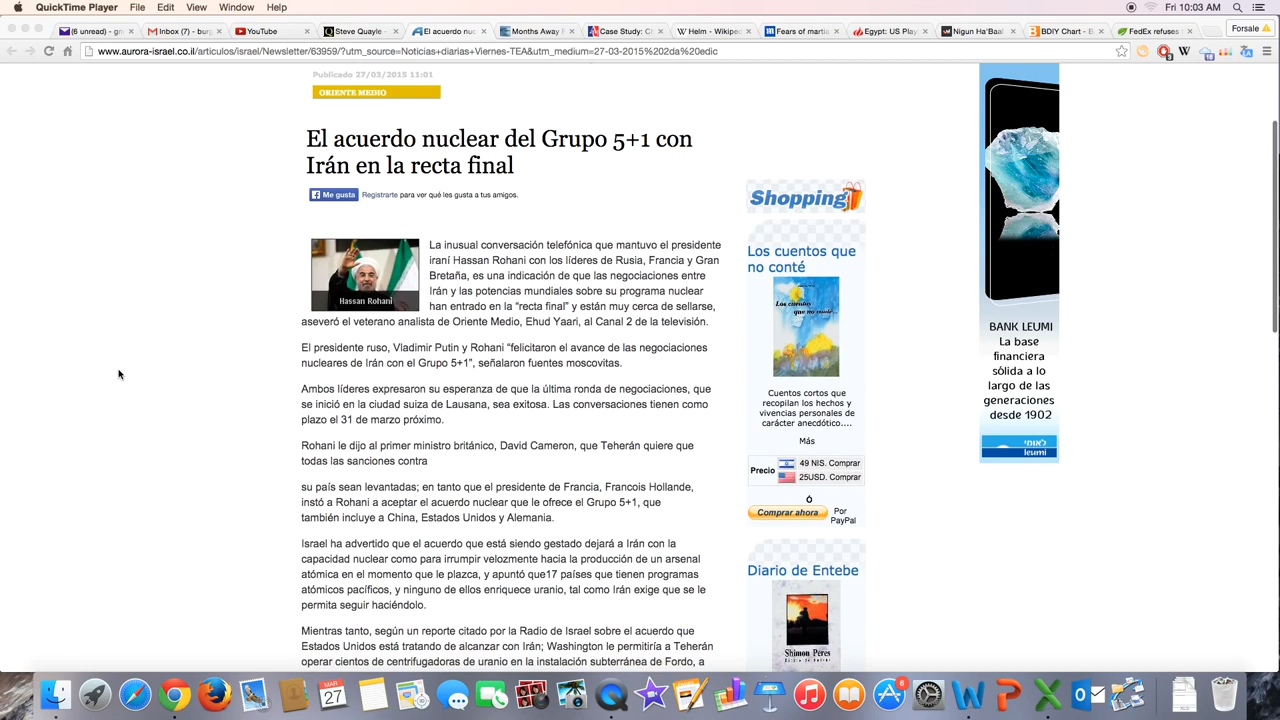 QuickTime Player File Edit View Window Help
Fri 10:03 AM
(6 unread) - gm
Inbox (7) - burg
YouTube
Steve Quayle -
El acuerdo nuc
Months Away F
Case Study: Ch
Helm - Wikiped
Fears of martia
Egypt: US Play
Nigun Ha'Baal
BDIY Chart - B
FedEx refuses
Forsale
www.aurora-israel.co.il/articulos/israel/Newsletter/63959/?utm_source=Noticias+diarias+Viernes-TEA&utm_medium=27-03-2015%202da%20edic
Publicado 27/03/2015 11:01
ORIENTE MEDIO
El acuerdo nuclear del Grupo 5+1 con
Irán en la recta final
Me gusta
Registrarte para ver qué les gusta a tus amigos.
Hassan Rohani
La inusual conversación telefónica que mantuvo el presidente
iraní Hassan Rohani con los líderes de Rusia, Francia y Gran
Bretaña, es una indicación de que las negociaciones entre
Irán y las potencias mundiales sobre su programa nuclear
han entrado en la “recta final” y están muy cerca de sellarse,
aseveró el veterano analista de Oriente Medio, Ehud Yaari, al Canal 2 de la televisión.
El presidente ruso, Vladimir Putin y Rohani “felicitaron el avance de las negociaciones
nucleares de Irán con el Grupo 5+1”, señalaron fuentes moscovitas.
Ambos líderes expresaron su esperanza de que la última ronda de negociaciones, que
se inició en la ciudad suiza de Lausana, sea exitosa. Las conversaciones tienen como
plazo el 31 de marzo próximo.
Rohani le dijo al primer ministro británico, David Cameron, que Teherán quiere que
todas las sanciones contra
su país sean levantadas; en tanto que el presidente de Francia, Francois Hollande,
instó a Rohani a aceptar el acuerdo nuclear que le ofrece el Grupo 5+1, que
también incluye a China, Estados Unidos y Alemania.
Israel ha advertido que el acuerdo que está siendo gestado dejará a Irán con la
capacidad nuclear como para irrumpir velozmente hacia la producción de un arsenal
atómica en el momento que le plazca, y apuntó que17 países que tienen programas
atómicos pacíficos, y ninguno de ellos enriquece uranio, tal como Irán exige que se le
permita seguir haciéndolo.
Mientras tanto, según un reporte citado por la Radio de Israel sobre el acuerdo que
Estados Unidos está tratando de alcanzar con Irán; Washington le permitiría a Teherán
operar cientos de centrifugadoras de uranio en la instalación subterránea de Fordo, a
Shopping
Los cuentos que
no conté
Los cuentos
que no conté...
Cuentos cortos que
recopilan los hechos y
vivencias personales de
carácter anecdótico....
Más
Precio
49 NIS. Comprar
25USD. Comprar
Ó
Comprar ahora
Por
PayPal
Diario de Entebe
Shimon Peres
BANK LEUMI
La base
financiera
sólida a lo
largo de las
generaciones
desde 1902
לאומי
leumi
MAR
27
6